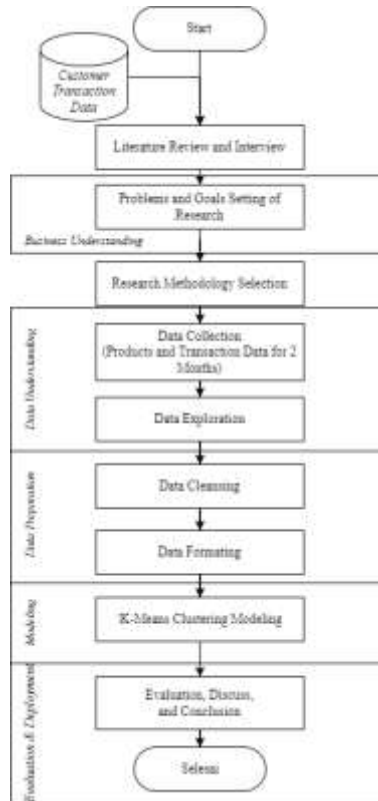 Start
Customer
Transaction
Data
Literature Review and Interview
Problems and Goals Setting of
Research
Business Understanding
Research Methodology Selection
Data Understanding
Data Collection
(Products and Transaction Data for 2
Months)
Data Exploration
Data Preparation
Data Cleansing
Data Formating
Modeling
K-Means Clustering Modeling
Evaluation & Deployment
Evaluation, Discuss,
and Conclusion
Selesai